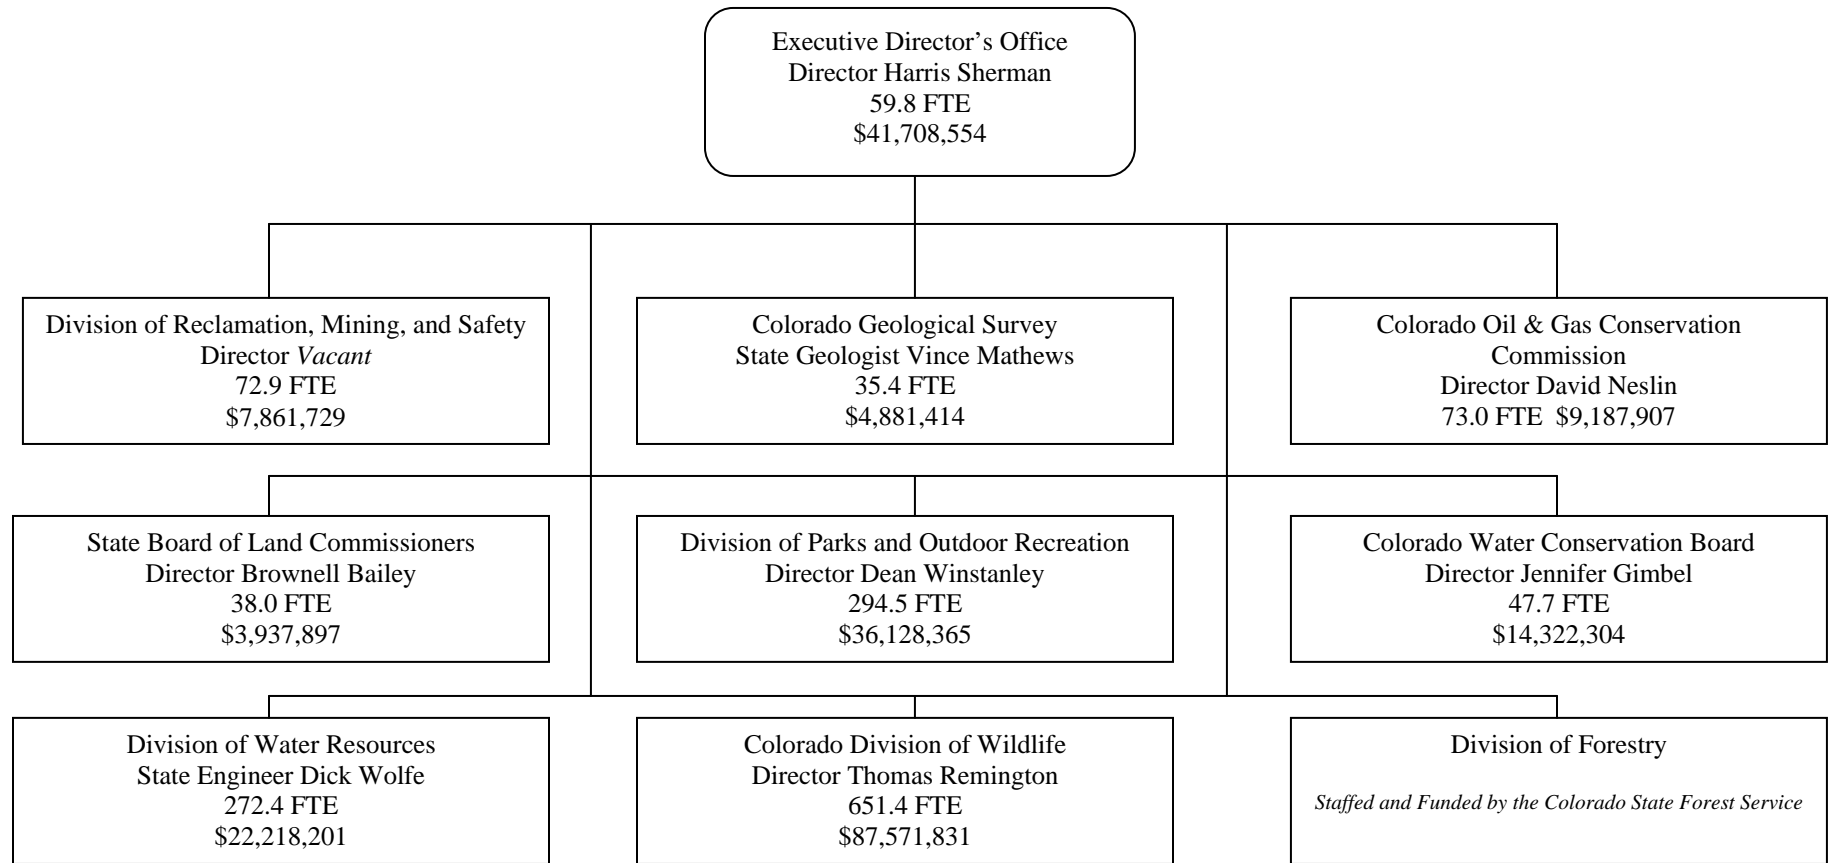 Executive Director’s Office
Director Harris Sherman
59.8 FTE
$41,708,554
Division of Reclamation, Mining, and Safety
Director Vacant
72.9 FTE
$7,861,729
Colorado Geological Survey
State Geologist Vince Mathews
35.4 FTE
$4,881,414
Colorado Oil & Gas Conservation
Commission
Director David Neslin
73.0 FTE $9,187,907
State Board of Land Commissioners
Director Brownell Bailey
38.0 FTE
$3,937,897
Division of Parks and Outdoor Recreation
Director Dean Winstanley
294.5 FTE
$36,128,365
Colorado Water Conservation Board
Director Jennifer Gimbel
47.7 FTE
$14,322,304
Division of Water Resources
State Engineer Dick Wolfe
272.4 FTE
$22,218,201
Colorado Division of Wildlife
Director Thomas Remington
651.4 FTE
$87,571,831
Division of Forestry
Staffed and Funded by the Colorado State Forest Service